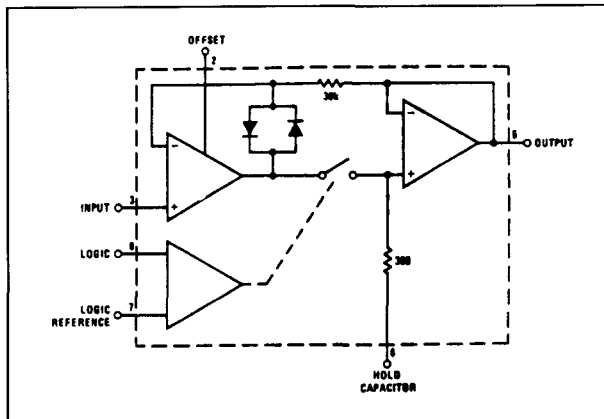 OFFSET
2
30k
-
-
5
OUTPUT
+
3
INPUT
+
8
LOGIC
300
LOGIC
REFERENCE
7
6
HOLD
CAPACITOR